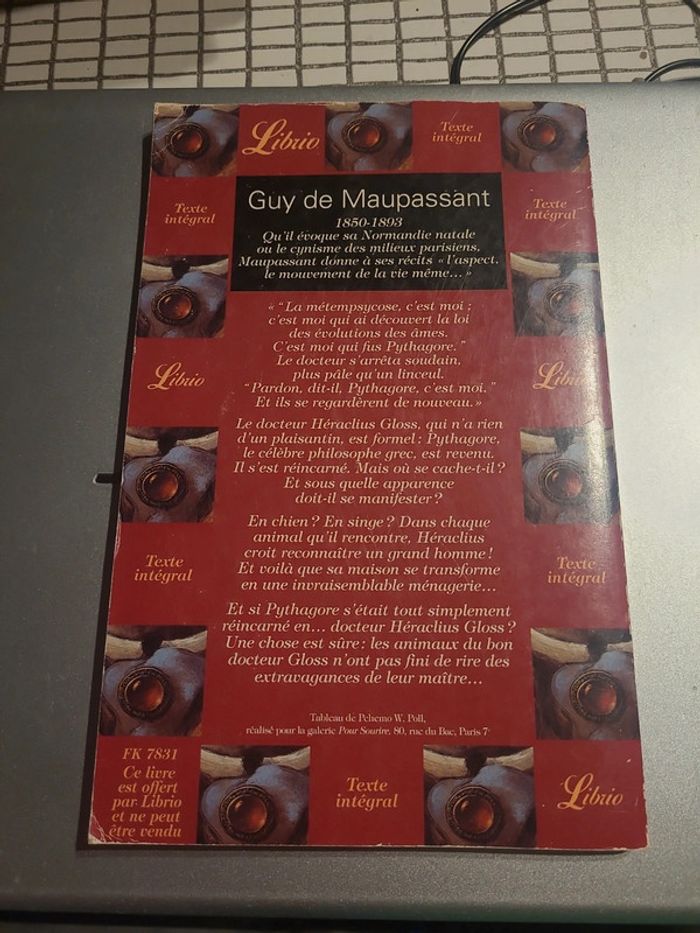 Librio
Texte
intégral
Texte
intégral
Guy de Maupassant
1850-1893
Qu'il évoque sa Normandie natale
ou le cynisme des milieux parisiens,
Maupassant donne à ses récits « l'aspect,
le mouvement de la vie même... »
Texte
intégral
« "La métempsycose, c'est moi ;
c'est moi qui ai découvert la loi
des évolutions des âmes.
C'est moi qui fus Pythagore."
Le docteur s'arrêta soudain,
plus pâle qu'un linceul.
"Pardon, dit-il, Pythagore, c'est moi."
Et ils se regardèrent de nouveau. »
Librio
Librio
Le docteur Héraclius Gloss, qui n'a rien
d'un plaisantin, est formel : Pythagore,
le célèbre philosophe grec, est revenu.
Il s'est réincarné. Mais où se cache-t-il ?
Et sous quelle apparence
doit-il se manifester ?
En chien ? En singe ? Dans chaque
animal qu'il rencontre, Héraclius
croit reconnaître un grand homme !
Et voilà que sa maison se transforme
en une invraisemblable ménagerie...
Texte
intégral
Texte
intégral
Et si Pythagore s'était tout simplement
réincarné en... docteur Héraclius Gloss ?
Une chose est sûre : les animaux du bon
docteur Gloss n'ont pas fini de rire des
extravagances de leur maître...
Tableau de Pehemo W. Poll,
réalisé pour la galerie Pour Sourire, 80, rue du Bac, Paris 7e
FK 7831
Ce livre
est offert
par Librio
et ne peut
être vendu
Texte
intégral
Librio